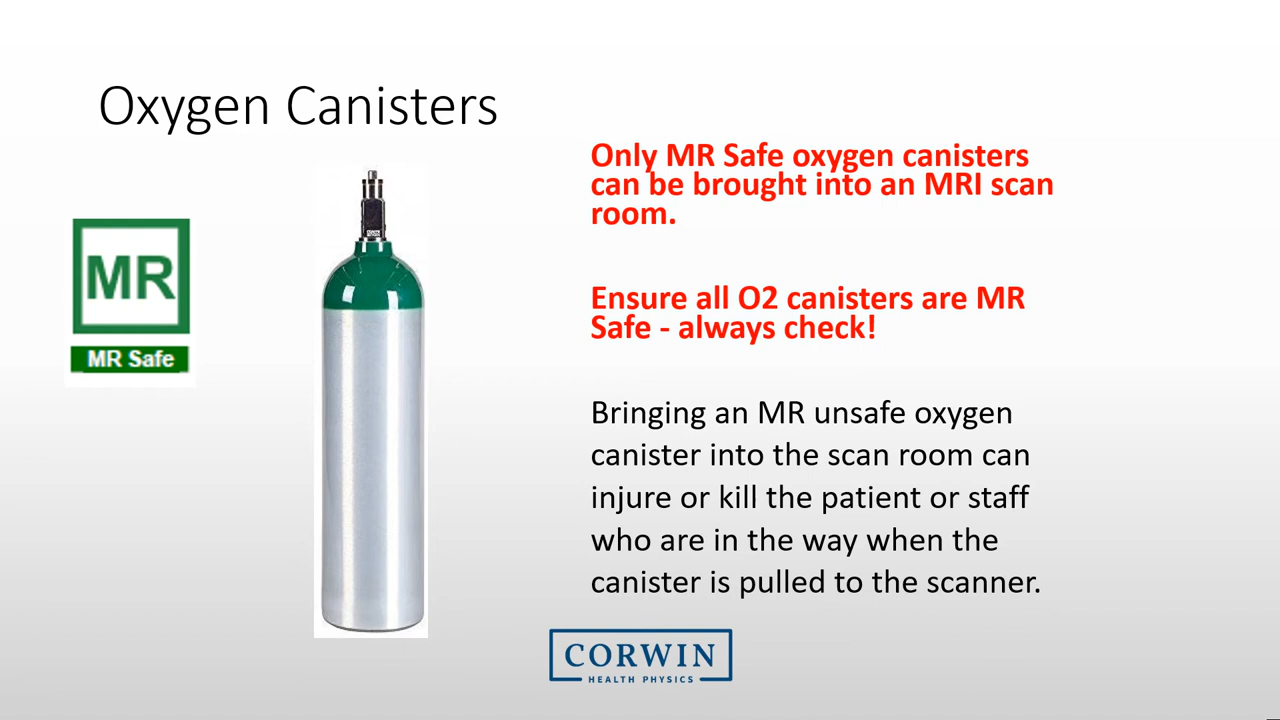 Oxygen Canisters
Only MR Safe oxygen canisters
can be brought into an MRI scan
room.
MR
MR Safe
Ensure all O2 canisters are MR
Safe - always check!
Bringing an MR unsafe oxygen
canister into the scan room can
injure or kill the patient or staff
who are in the way when the
canister is pulled to the scanner.
CORWIN
HEALTH PHYSICS